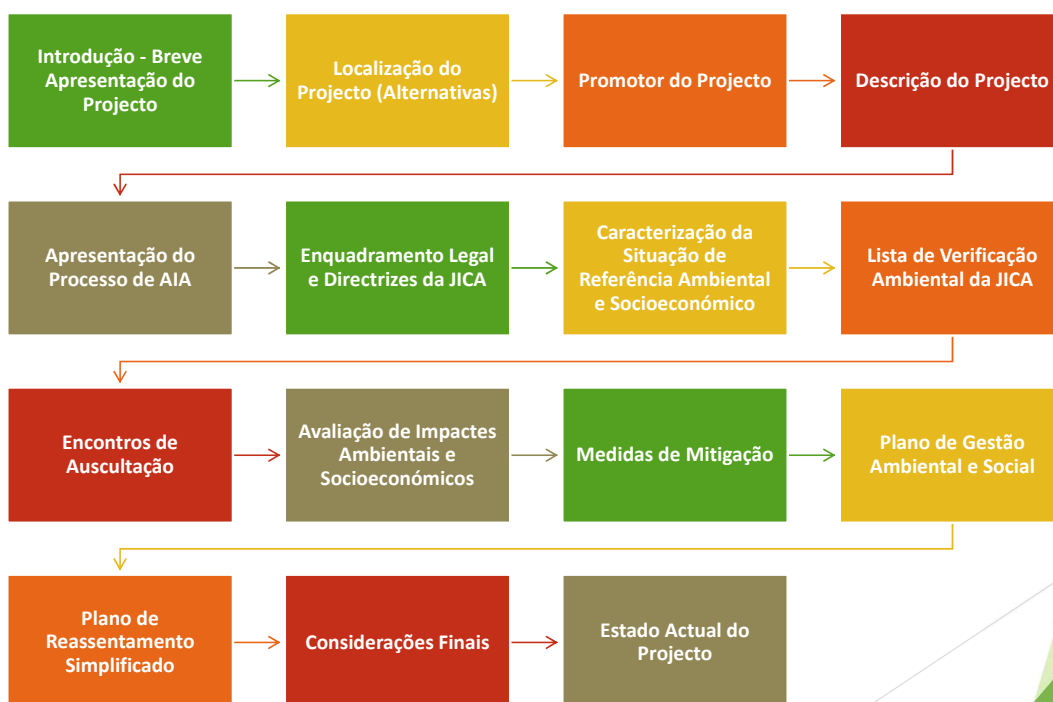 Introdução - Breve
Apresentação do
Projecto
Localização do
Projecto (Alternativas)
Promotor do Projecto
Descrição do Projecto
Apresentação do
Processo de AIA
Enquadramento Legal
e Directrizes da JICA
Caracterização da
Situação de
Referência Ambiental
e Socioeconómico
Lista de Verificação
Ambiental da JICA
Encontros de
Auscultação
Avaliação de Impactes
Ambientais e
Socioeconómicos
Medidas de Mitigação
Plano de Gestão
Ambiental e Social
Plano de
Reassentamento
Simplificado
Considerações Finais
Estado Actual do
Projecto